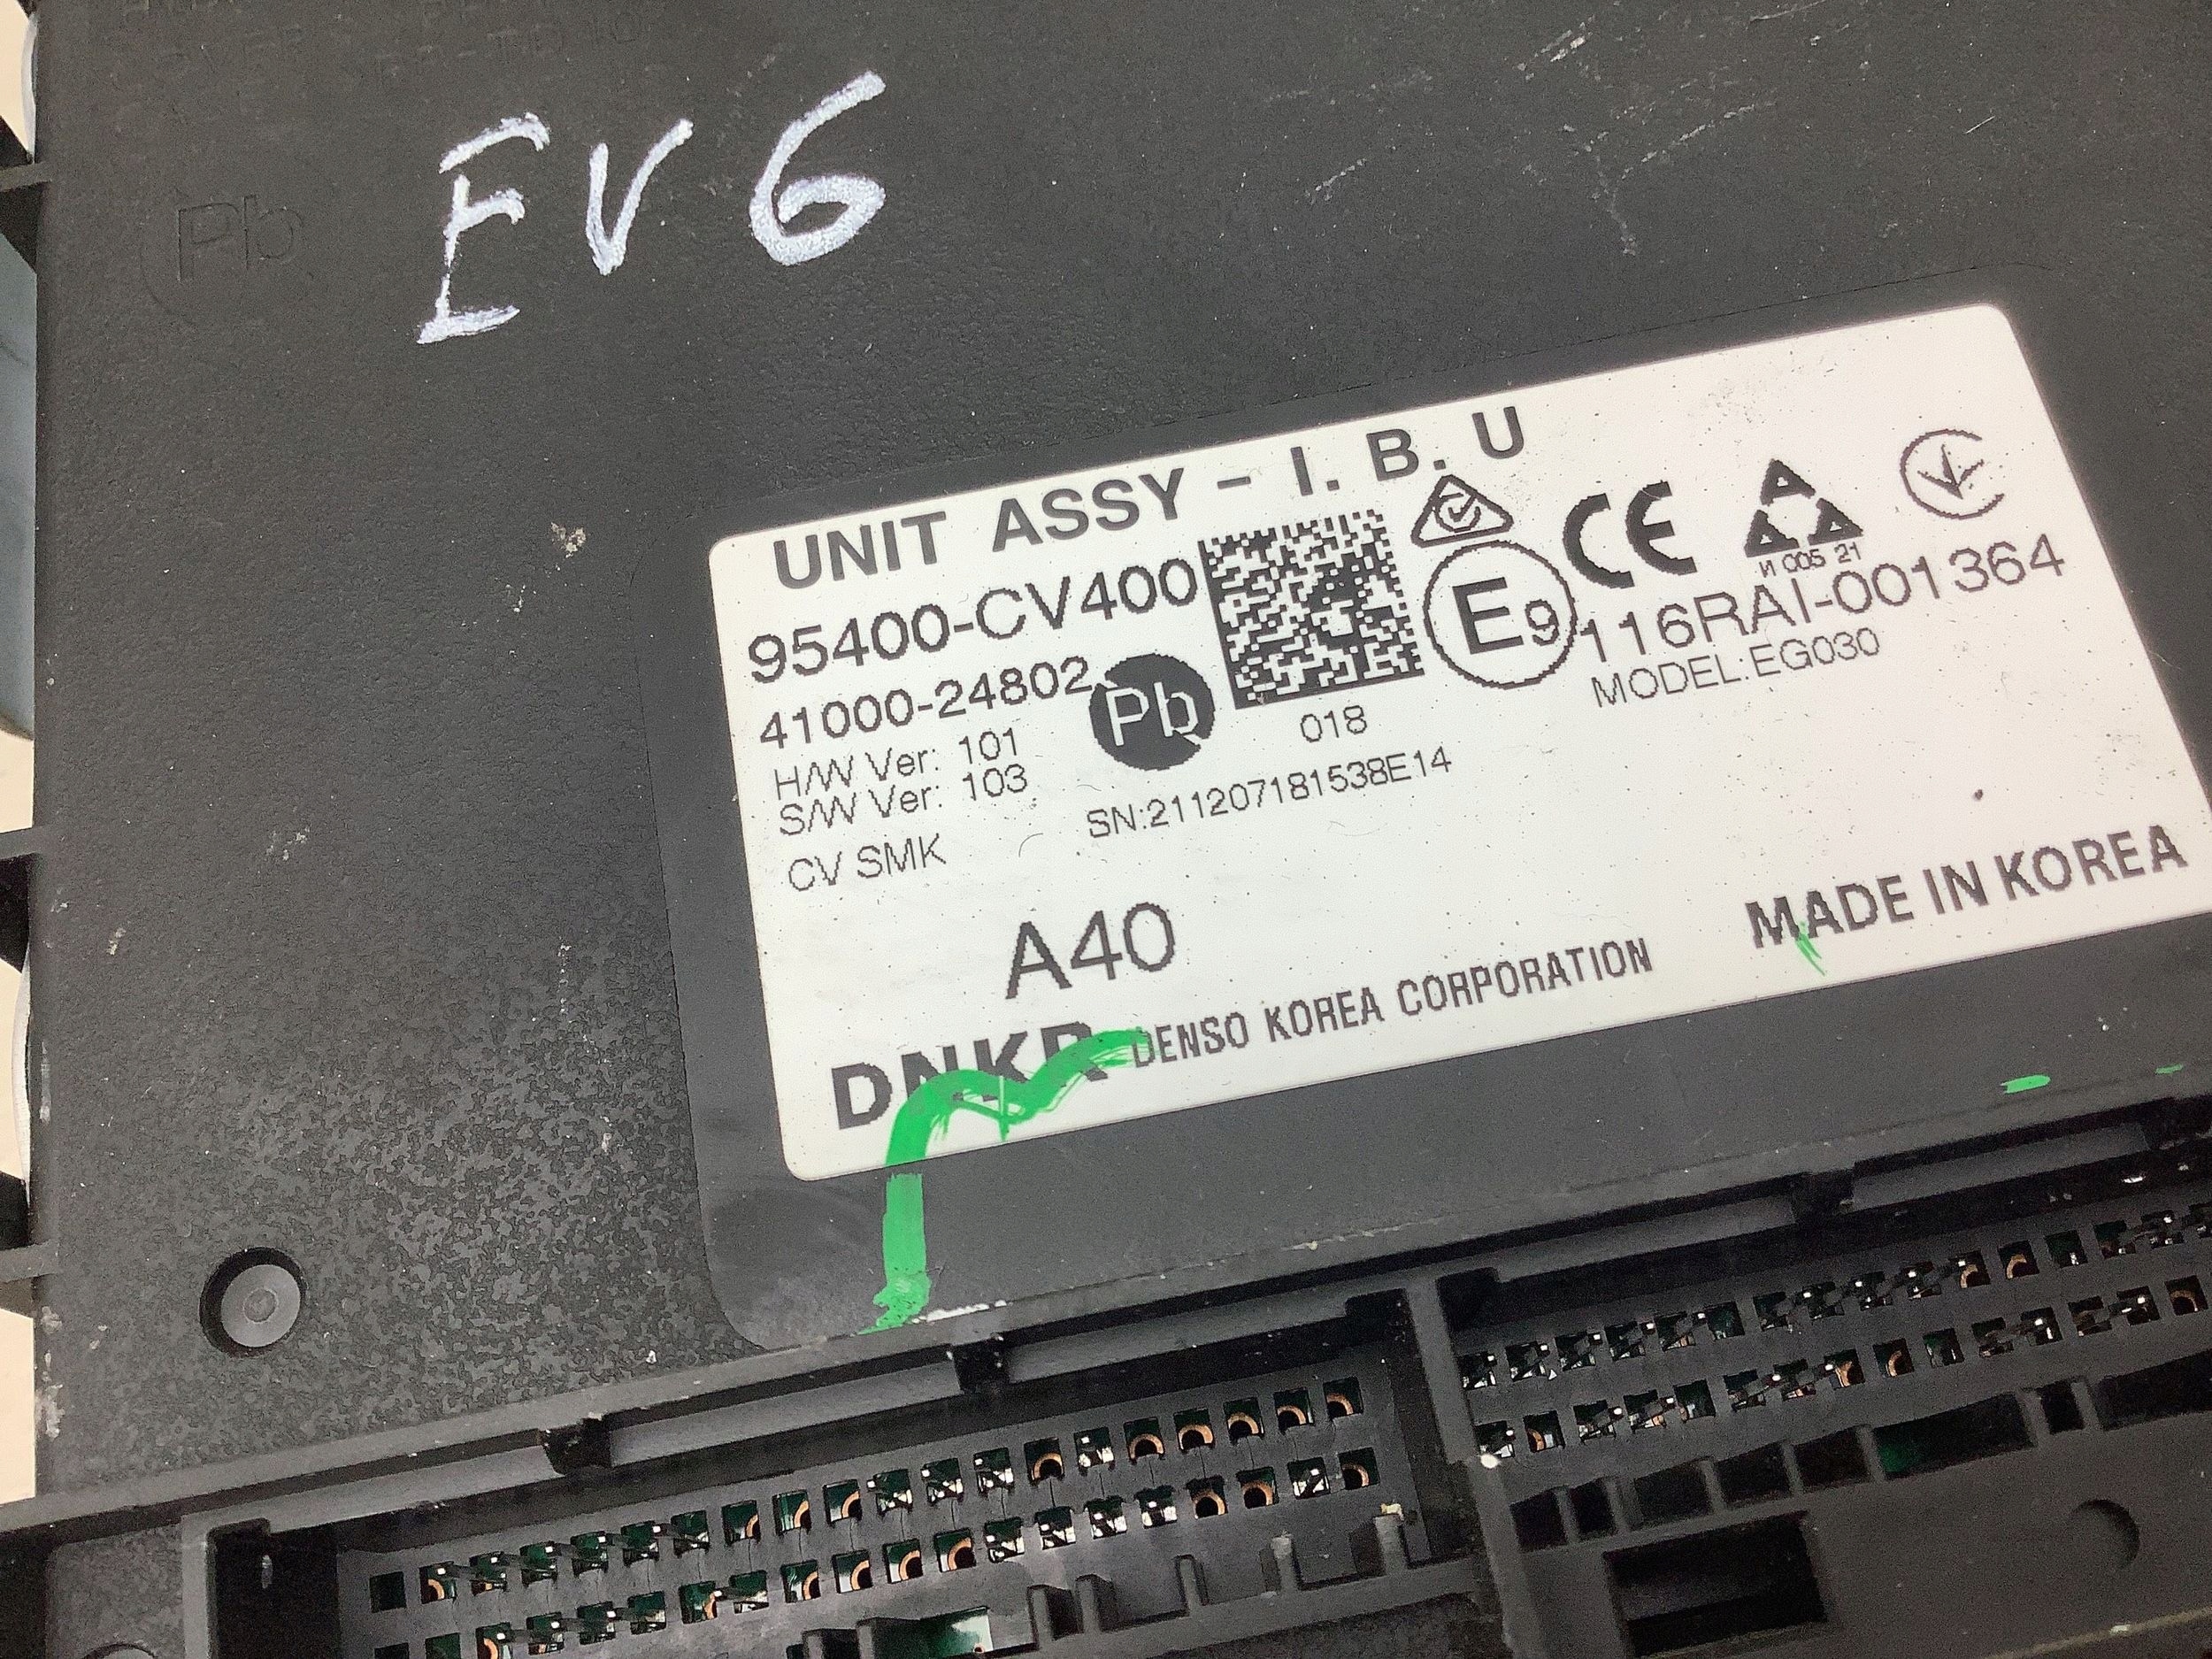 EV6
Pb
UNIT ASSY - I. B. U
95400-CV400
41000-24802
Pb
H/W Ver: 101
S/W Ver: 103
CV SMK
018
SN:211207181538E14
E9
CE
И 005 21
116RAI-001364
MODEL:EG030
A40
DNKR DENSO KOREA CORPORATION
MADE IN KOREA